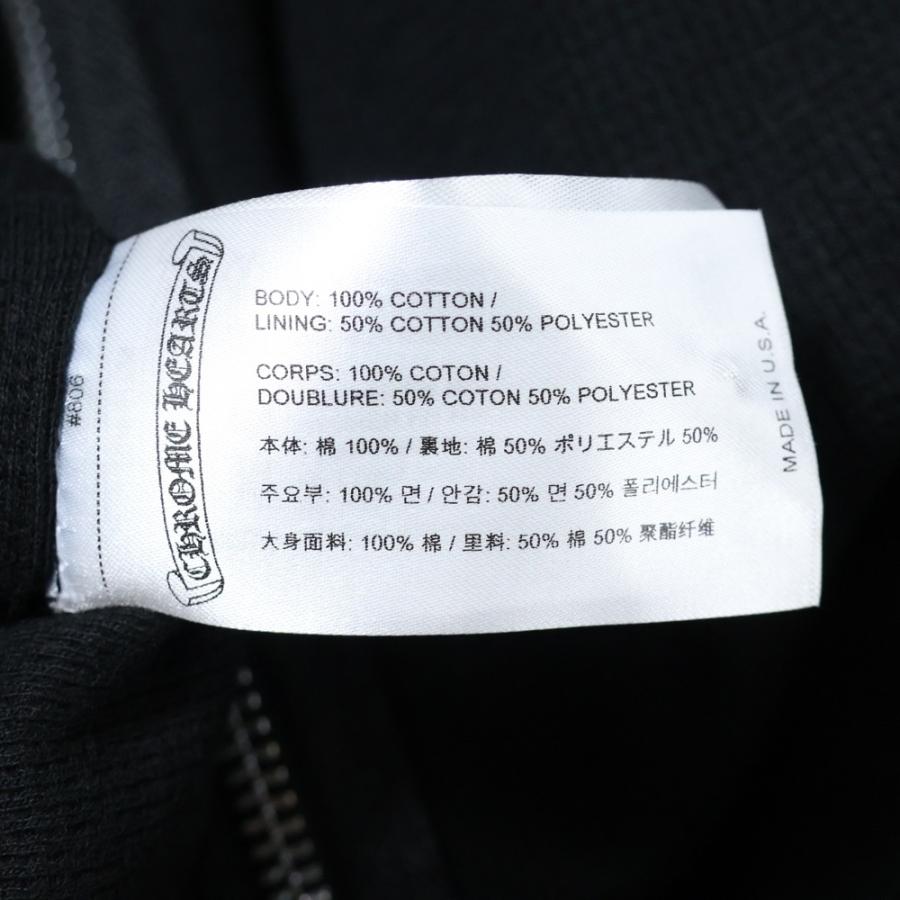 #806
CHROME HEARTS
BODY: 100% COTTON /
LINING: 50% COTTON 50% POLYESTER
CORPS: 100% COTON /
DOUBLURE: 50% COTON 50% POLYESTER
本体: 棉 100% / 裏地: 棉 50% ポリエステル 50%
주요부: 100% 면 / 안감: 50% 면 50% 폴리에스터
大身面料: 100% 棉 / 里料: 50% 棉 50% 聚酯纤维
MADE IN U.S.A.